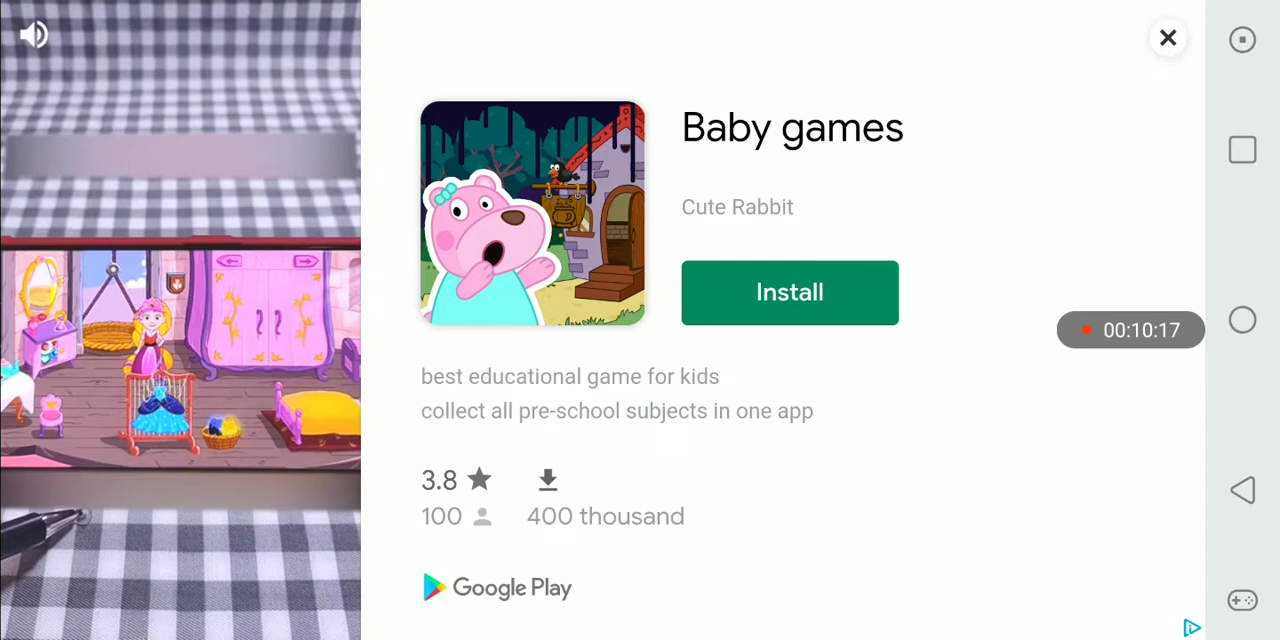 Baby games
Cute Rabbit
Install
00:10:17
best educational game for kids
collect all pre-school subjects in one app
3.8
100
400 thousand
Google Play